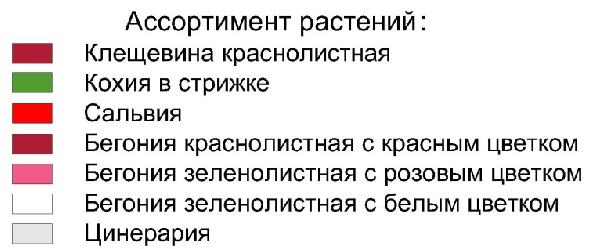 Ассортимент растений:
Клещевина краснолистная
Кохия в стрижке
Сальвия
Бегония краснолистная с красным цветком
Бегония зеленолистная с розовым цветком
Бегония зеленолистная с белым цветком
Цинерария